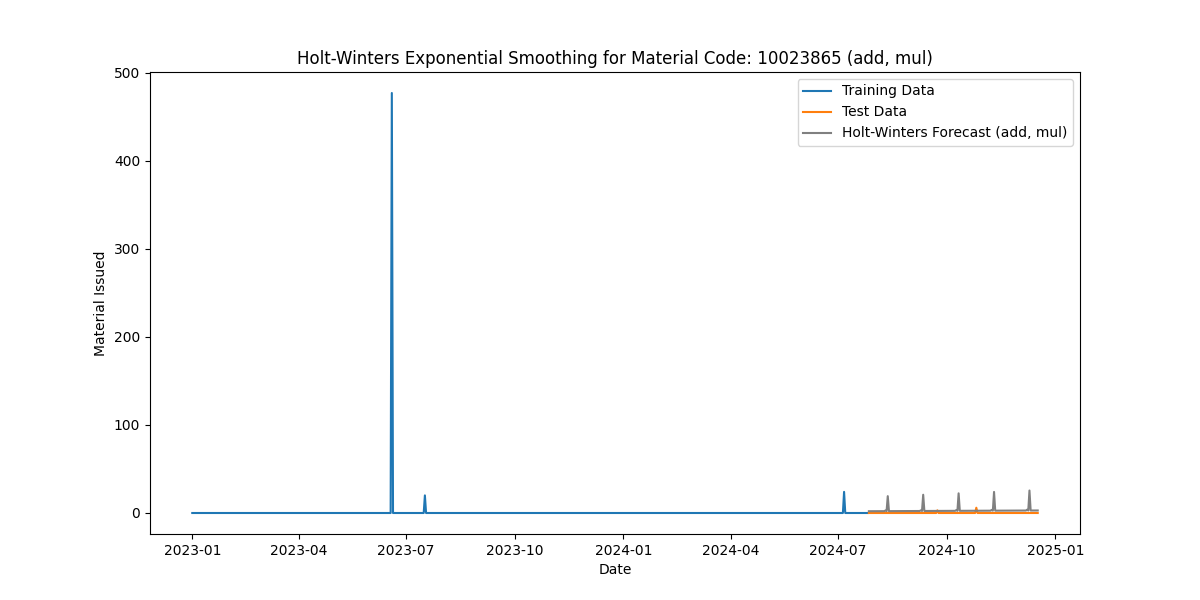 Holt-Winters Exponential Smoothing for Material Code: 10023865 (add, mul)
Training Data
Test Data
Holt-Winters Forecast (add, mul)
Material Issued
500
400
300
200
100
0
2023-01
2023-04
2023-07
2023-10
2024-01
2024-04
2024-07
2024-10
2025-01
Date